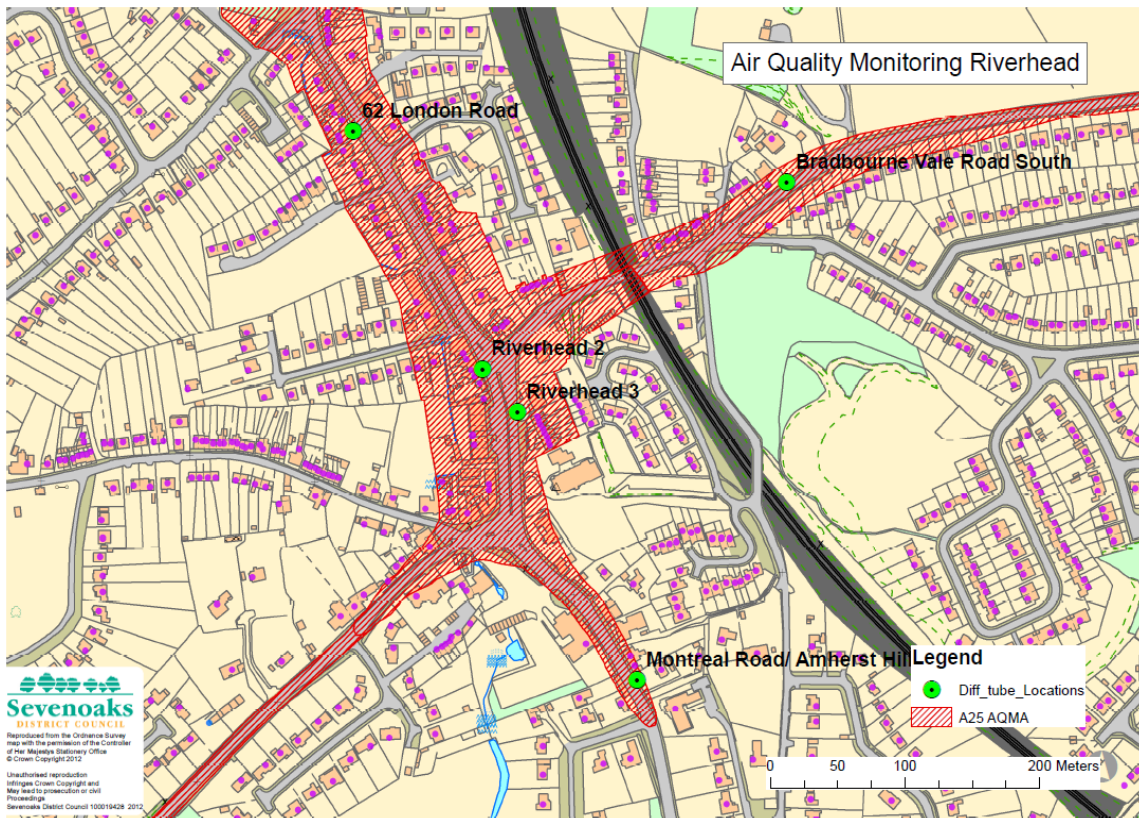 Air Quality Monitoring Riverhead
62 London Road
Bradbourne Vale Road South
Riverhead 2
Riverhead 3
Montreal Road/ Amherst Hill
Legend
Diff_tube_Locations
A25 AQMA
0 50 100 200 Meters
Sevenoaks
DISTRICT COUNCIL
Reproduced from the Ordnance Survey
map with the permission of the Controller
of Her Majestys Stationery Office
© Crown Copyright 2012
Unauthorised reproduction
Infringes Crown Copyright and
May lead to prosecution or civil
Proceedings
Sevenoaks District Council 100019428 2012